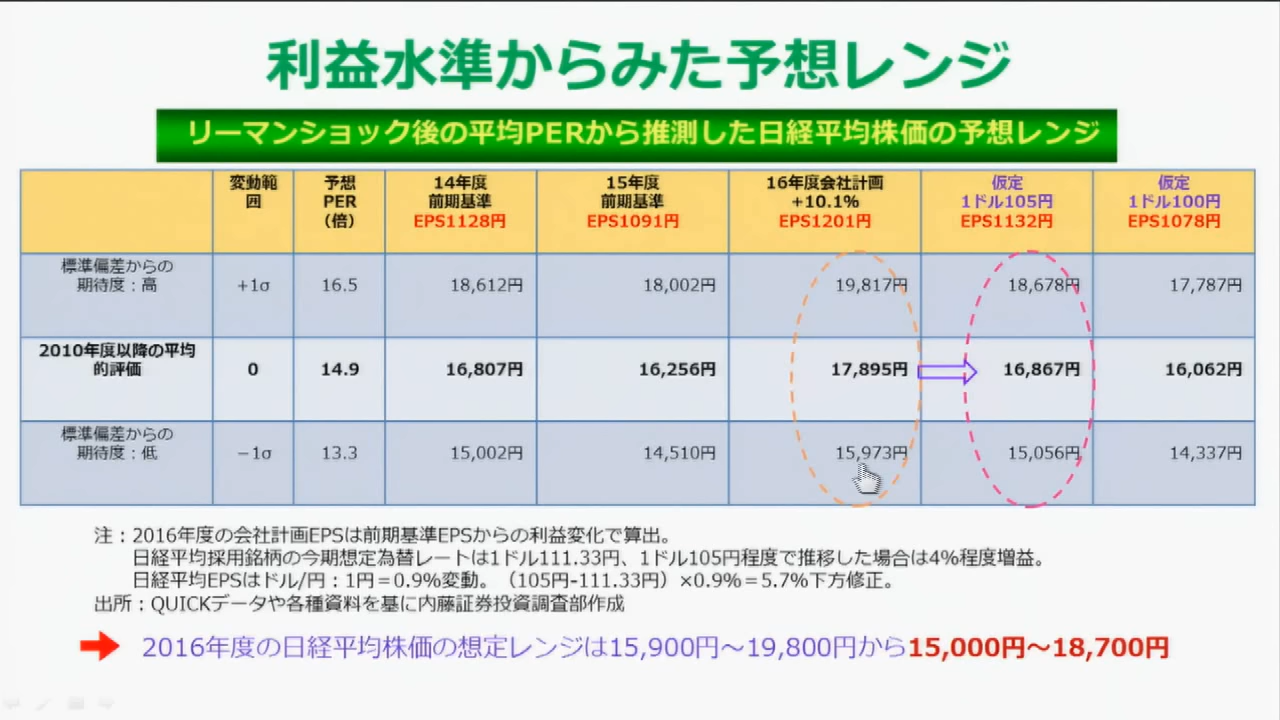 利益水準からみた予想レンジ
リーマンショック後の平均PERから推測した日経平均株価の予想レンジ
変動範囲 予想PER（倍） 14年度前期基準EPS1128円 15年度前期基準EPS1091円 16年度会社計画+10.1%EPS1201円 仮定1ドル105円EPS1132円 仮定1ドル100円EPS1078円
標準偏差からの期待度：高 +1σ 16.5 18,612円 18,002円 19,817円 18,678円 17,787円
2010年度以降の平均的評価 0 14.9 16,807円 16,256円 17,895円 16,867円 16,062円
標準偏差からの期待度：低 −1σ 13.3 15,002円 14,510円 15,973円 15,056円 14,337円
注：2016年度の会社計画EPSは前期基準EPSからの利益変化で算出。
日経平均採用銘柄の今期想定為替レートは1ドル111.33円、1ドル105円程度で推移した場合は4%程度増益。
日経平均EPSはドル/円：1円＝0.9%変動。（105円-111.33円）×0.9%＝5.7%下方修正。
出所：QUICKデータや各種資料を基に内藤証券投資調査部作成
2016年度の日経平均株価の想定レンジは15,900円～19,800円から15,000円～18,700円